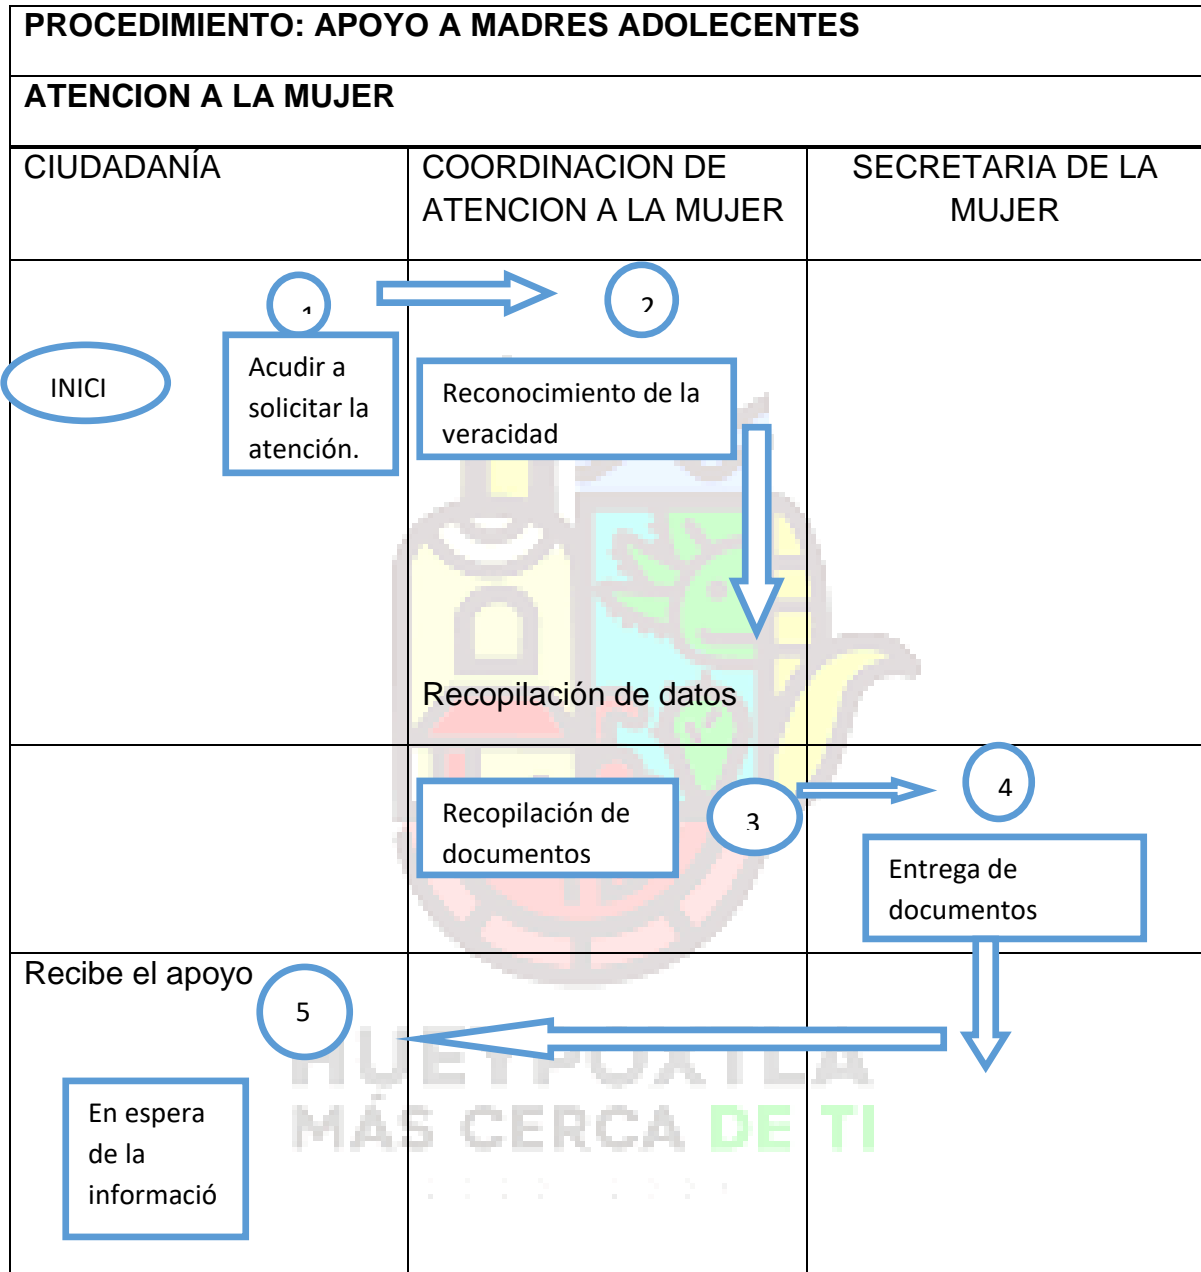 PROCEDIMIENTO: APOYO A MADRES ADOLECENTES
ATENCION A LA MUJER
CIUDADANÍA
COORDINACION DE
ATENCION A LA MUJER
SECRETARIA DE LA
MUJER
1
2
INICI
Acudir a
solicitar la
atención.
Reconocimiento de la
veracidad
Recopilación de datos
Recopilación de
documentos
3
4
Entrega de
documentos
Recibe el apoyo
5
En espera
de la
informació
HUEYPOXTLA
MÁS CERCA DE TI